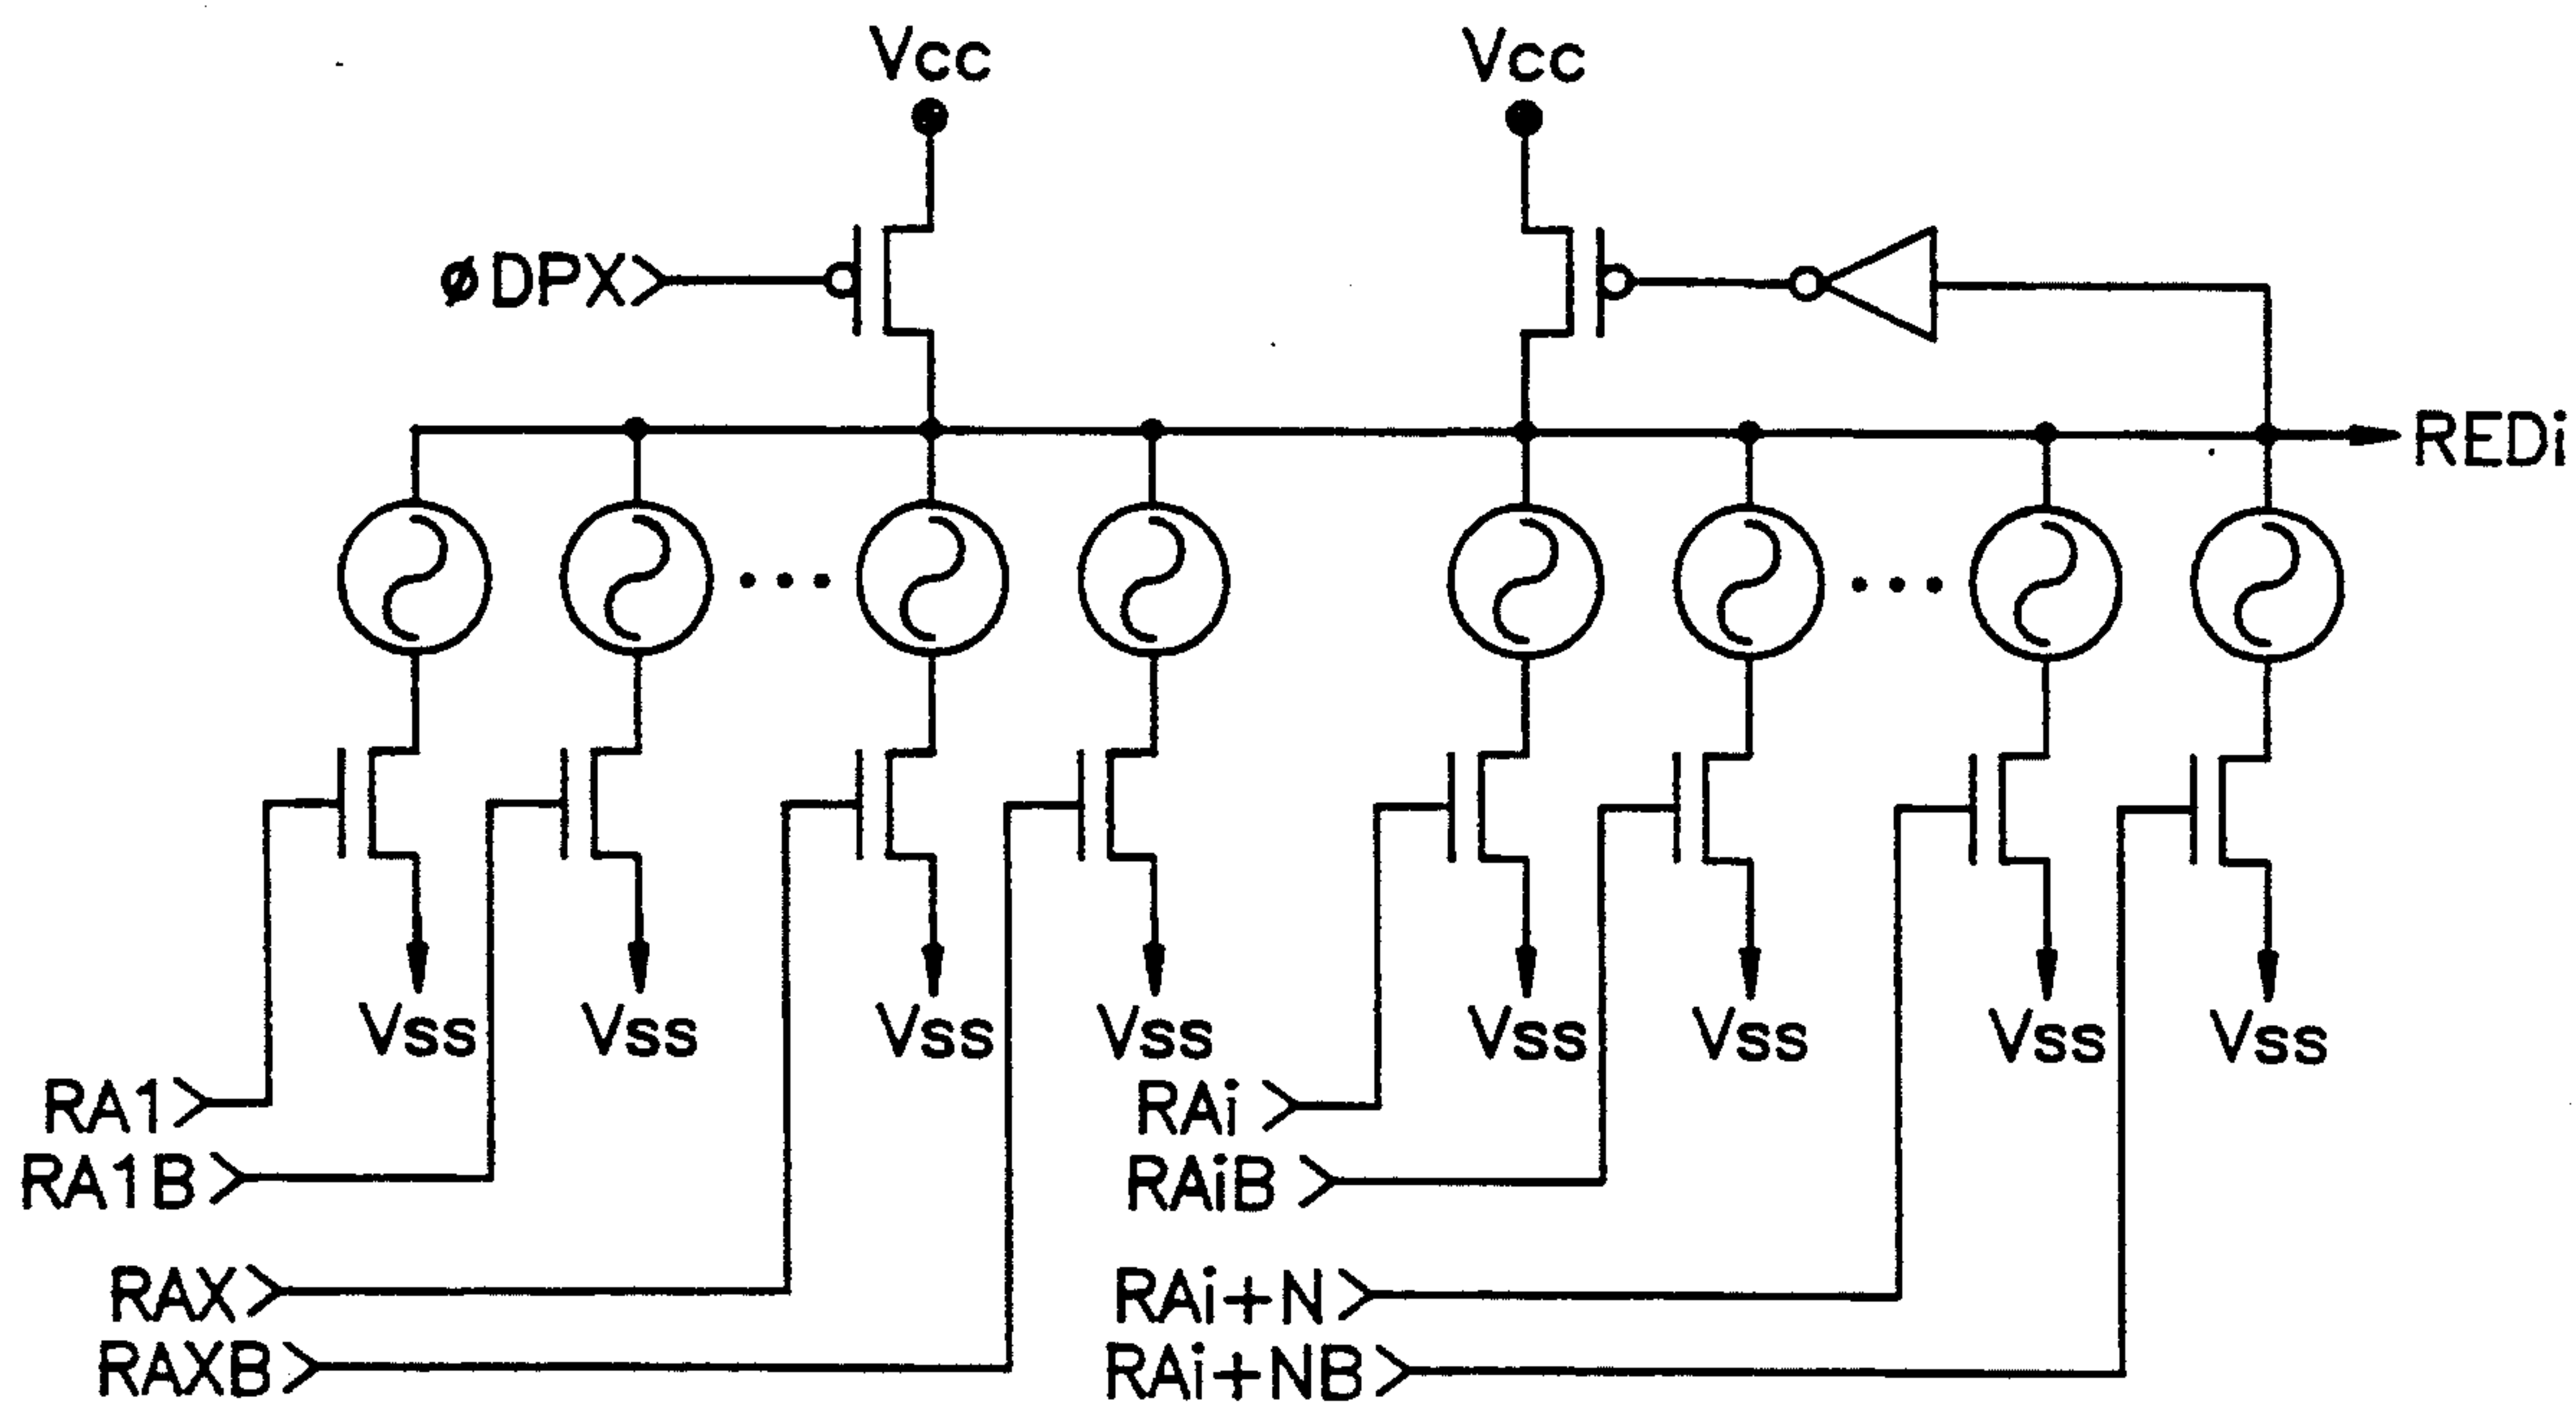 Vcc
Vcc
øDPX
REDi
Vss
Vss
Vss
Vss
Vss
Vss
Vss
Vss
RA1
RAi
RA1B
RAiB
RAX
RAi+N
RAXB
RAi+NB